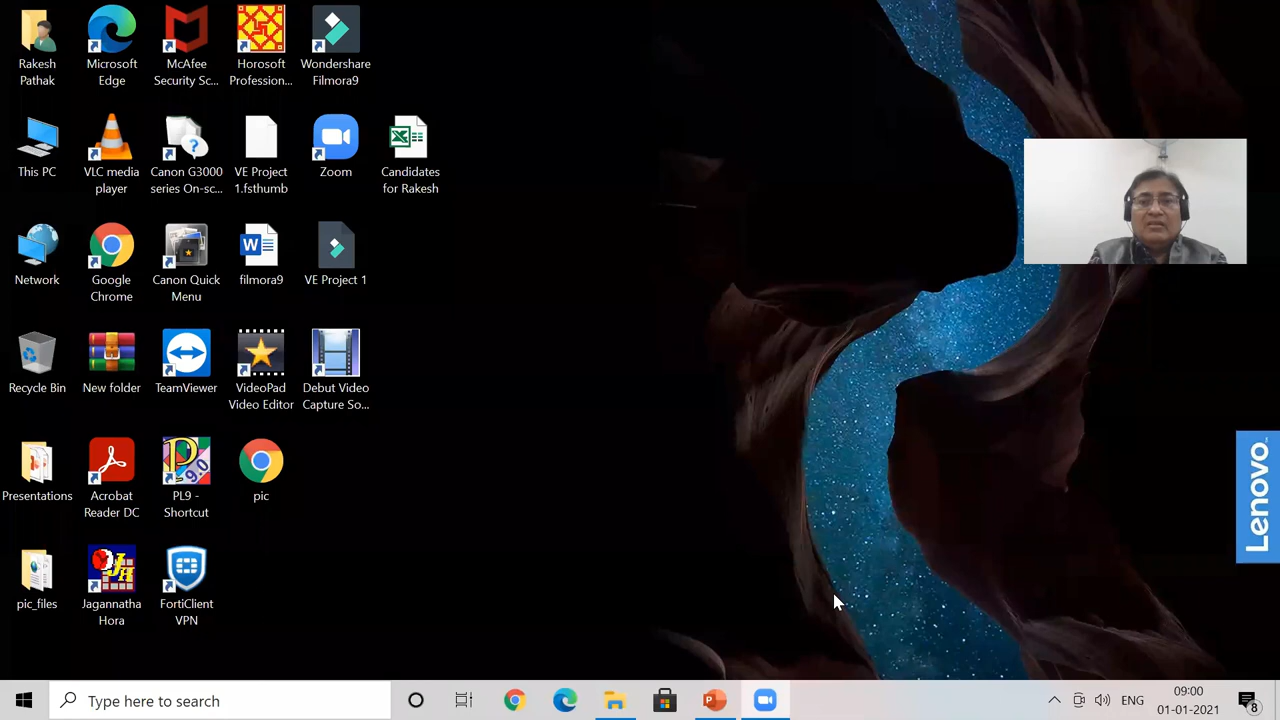 Rakesh
Pathak
Microsoft
Edge
McAfee
Security Sc...
Horosoft
Profession...
Wondershare
Filmora9
This PC
VLC media
player
Canon G3000
series On-sc...
VE Project
1.fsthumb
Zoom
Candidates
for Rakesh
Network
Google
Chrome
Canon Quick
Menu
filmora9
VE Project 1
Recycle Bin
New folder
TeamViewer
VideoPad
Video Editor
Debut Video
Capture So...
Presentations
Acrobat
Reader DC
PL9 -
Shortcut
pic
pic_files
Jagannatha
Hora
FortiClient
VPN
Lenovo
Type here to search
ENG
09:00
01-01-2021
8